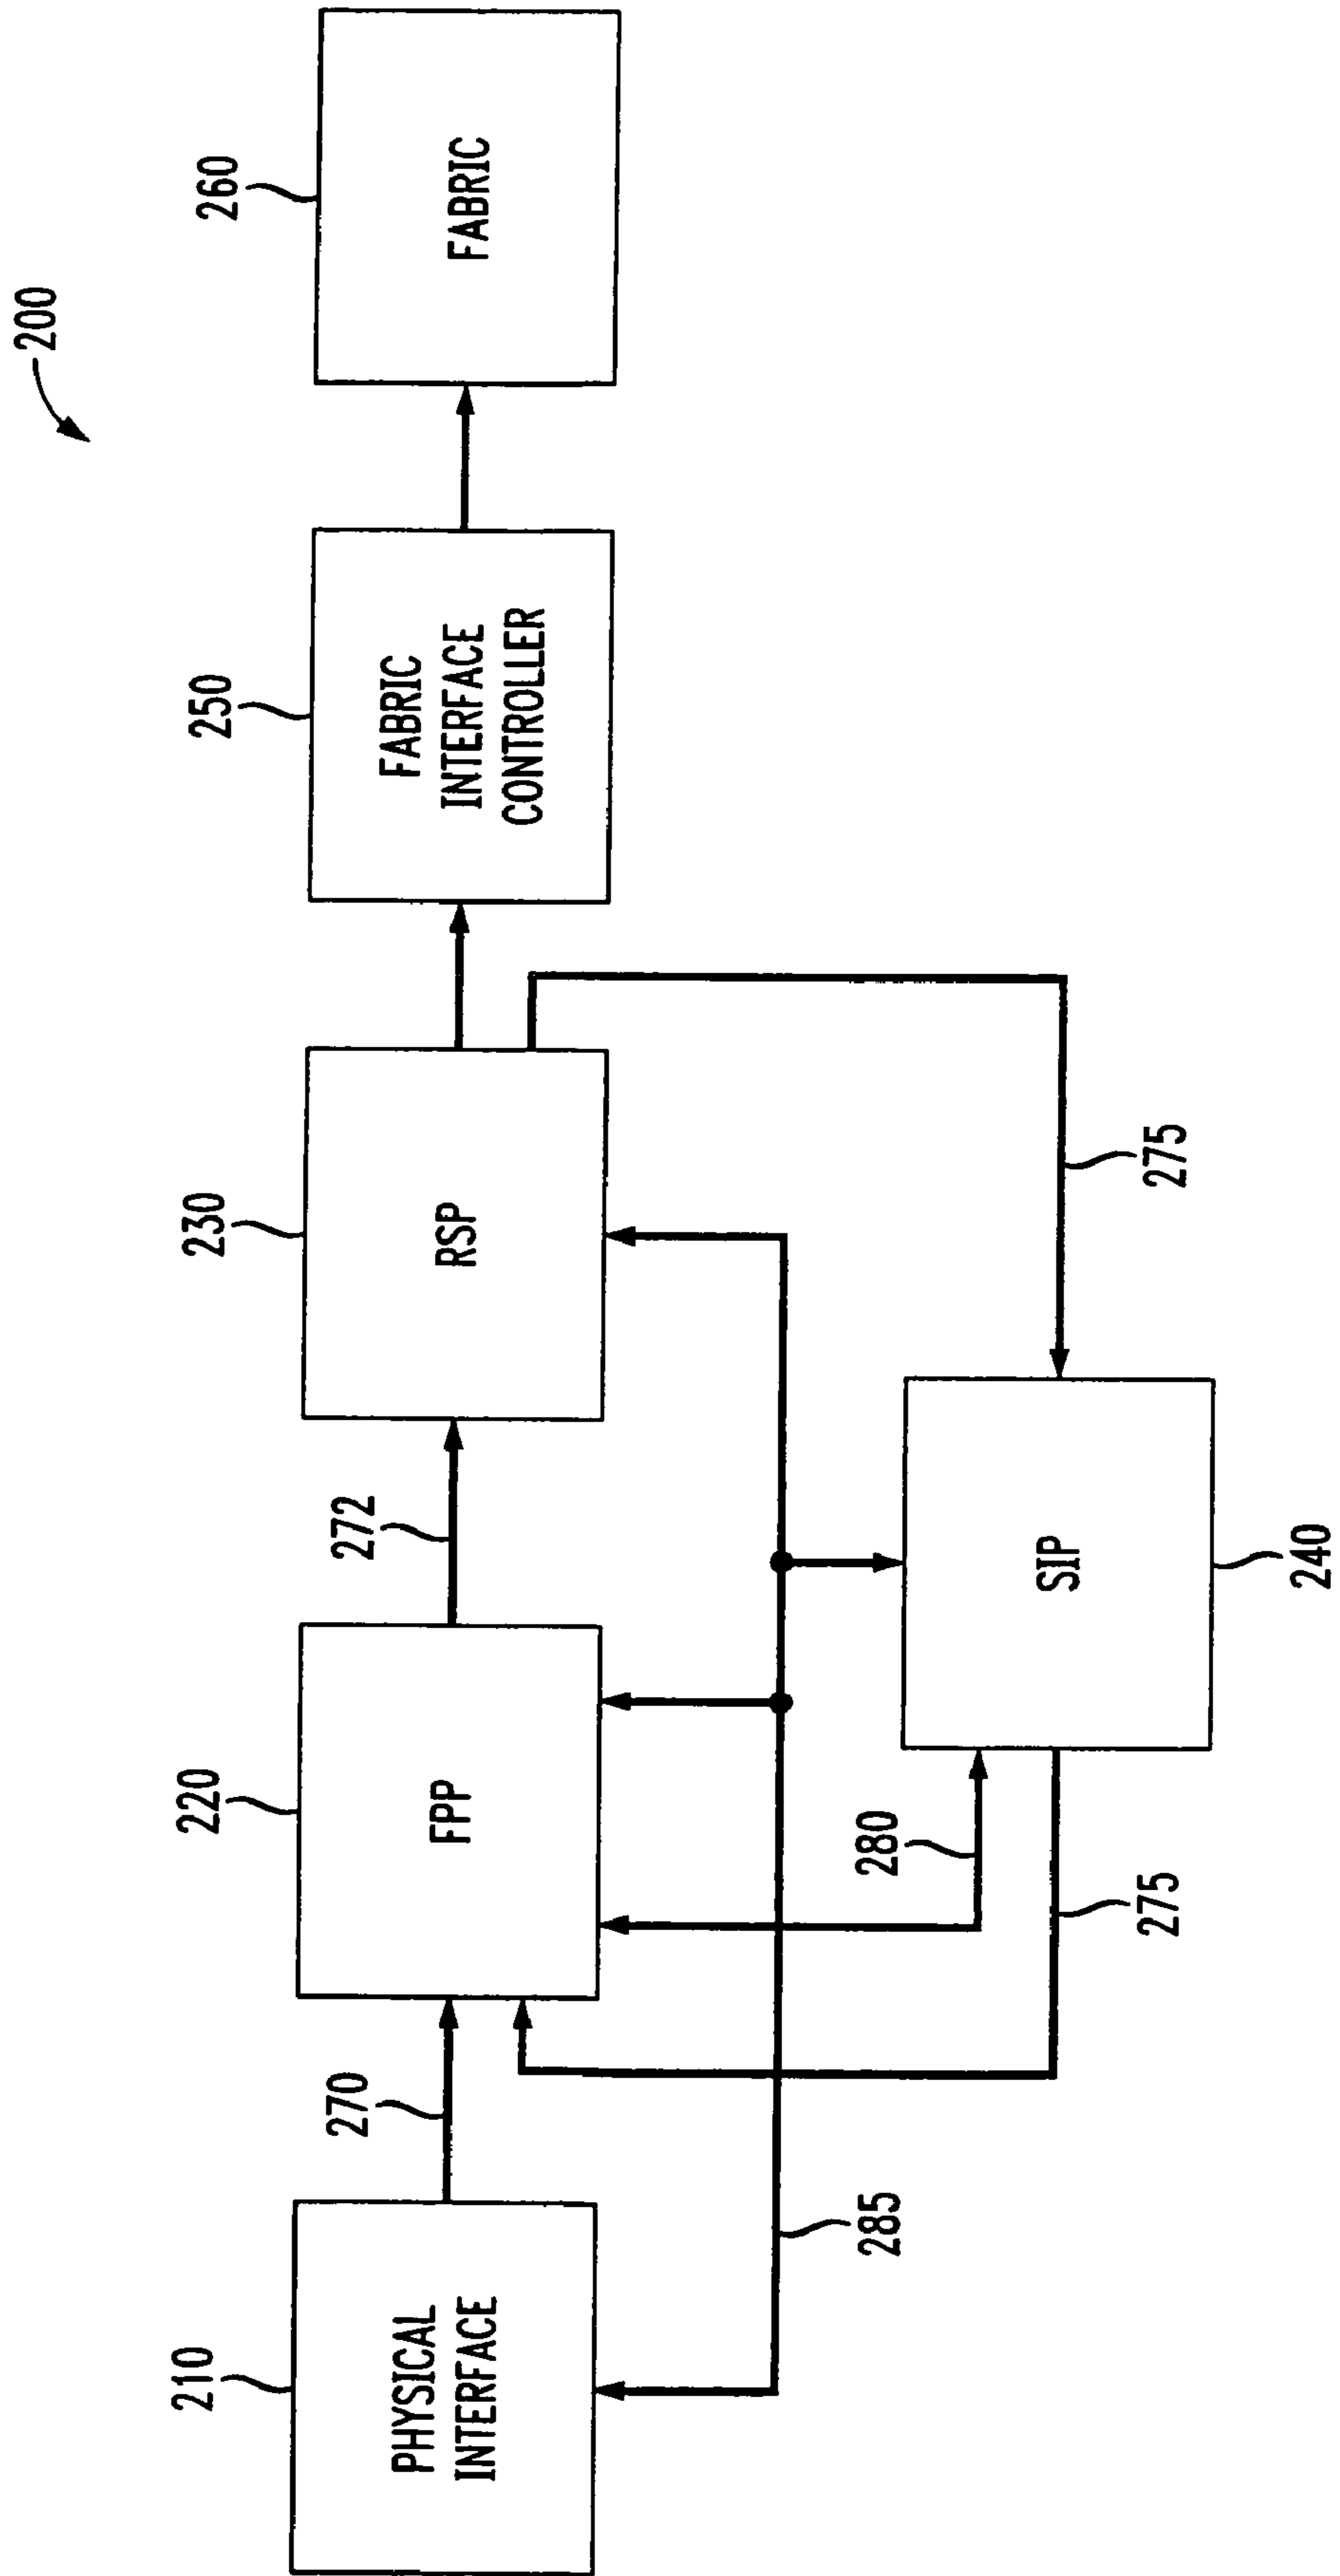 200
210
220
230
250
260
PHYSICAL
INTERFACE
270
FPP
272
RSP
FABRIC
INTERFACE
CONTROLLER
FABRIC
285
280
275
SIP
275
240